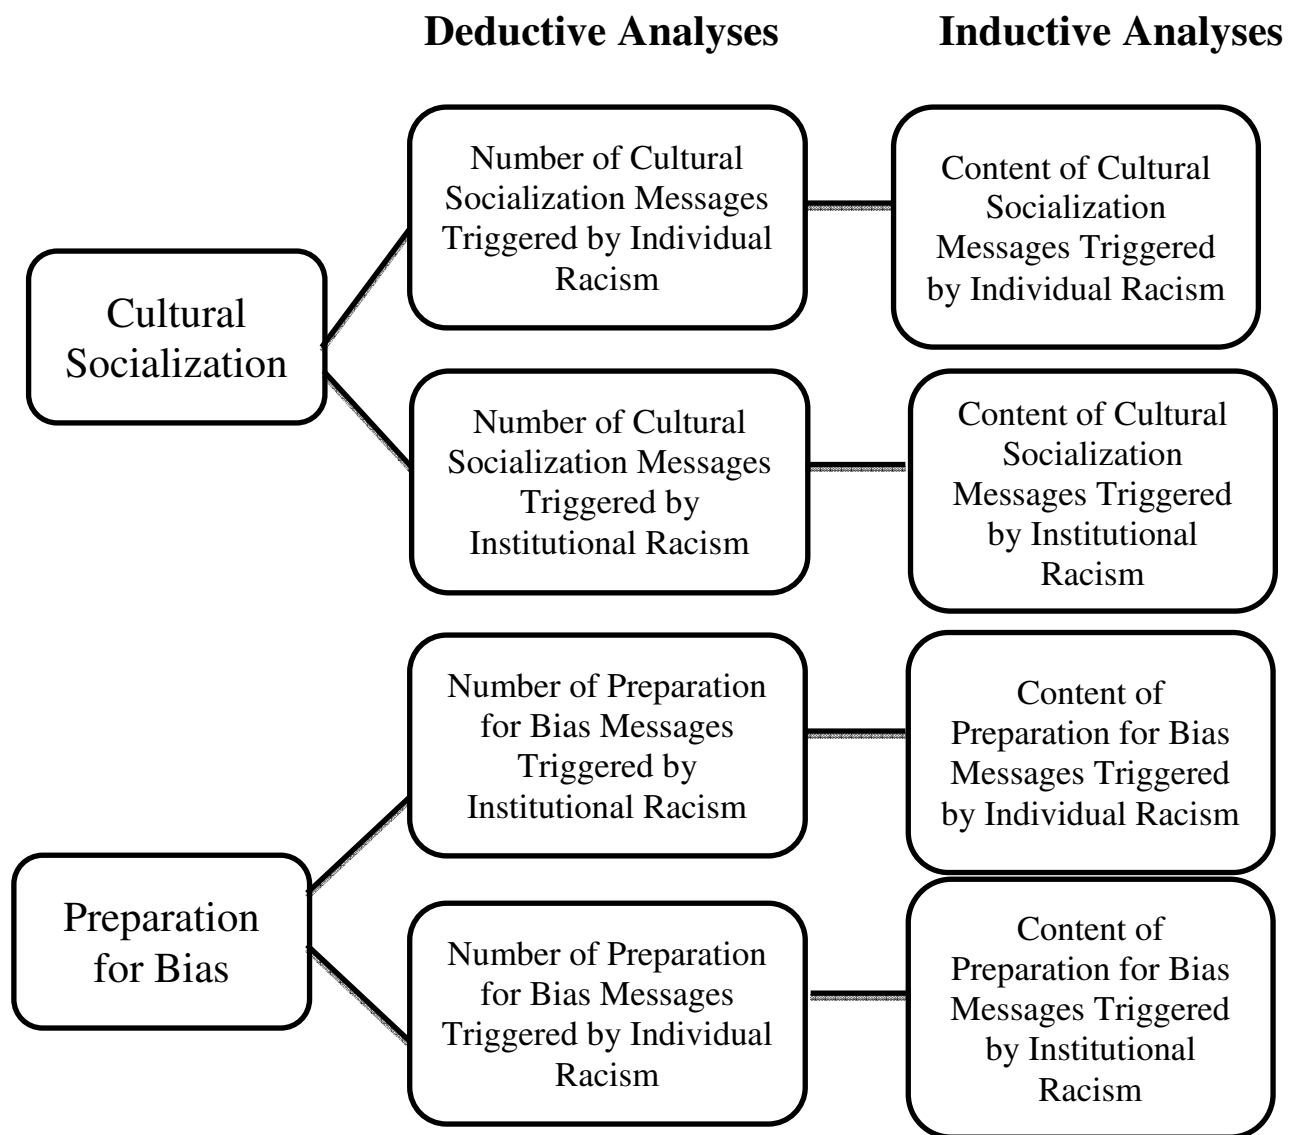 Deductive Analyses
Inductive Analyses
Number of Cultural
Socialization Messages
Triggered by Individual
Racism
Content of Cultural
Socialization
Messages Triggered
by Individual Racism
Cultural
Socialization
Number of Cultural
Socialization Messages
Triggered by
Institutional Racism
Content of Cultural
Socialization
Messages Triggered
by Institutional
Racism
Number of Preparation
for Bias Messages
Triggered by
Institutional Racism
Content of
Preparation for Bias
Messages Triggered
by Individual Racism
Preparation
for Bias
Number of Preparation
for Bias Messages
Triggered by Individual
Racism
Content of
Preparation for Bias
Messages Triggered
by Institutional
Racism